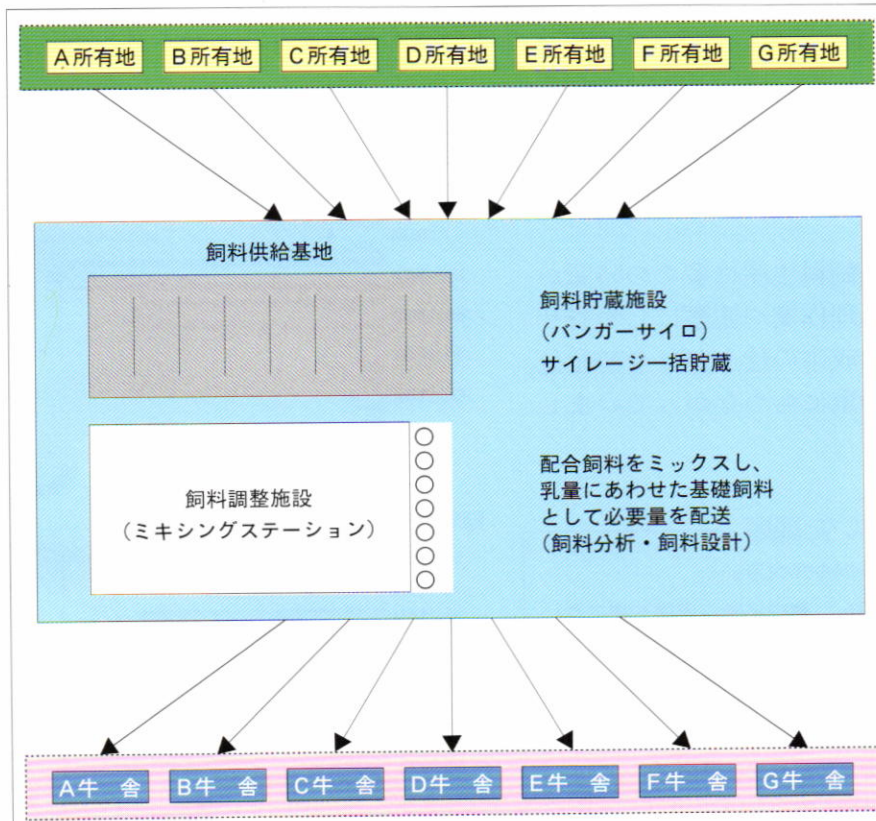 A所有地 B所有地 C所有地 D所有地 E所有地 F所有地 G所有地
飼料供給基地
飼料貯蔵施設
（バンガーサイロ）
サイレージ一括貯蔵
飼料調整施設
（ミキシングステーション）
配合飼料をミックスし、
乳量にあわせた基礎飼料
として必要量を配送
（飼料分析・飼料設計）
A牛　舎 B牛　舎 C牛　舎 D牛　舎 E牛　舎 F牛　舎 G牛　舎